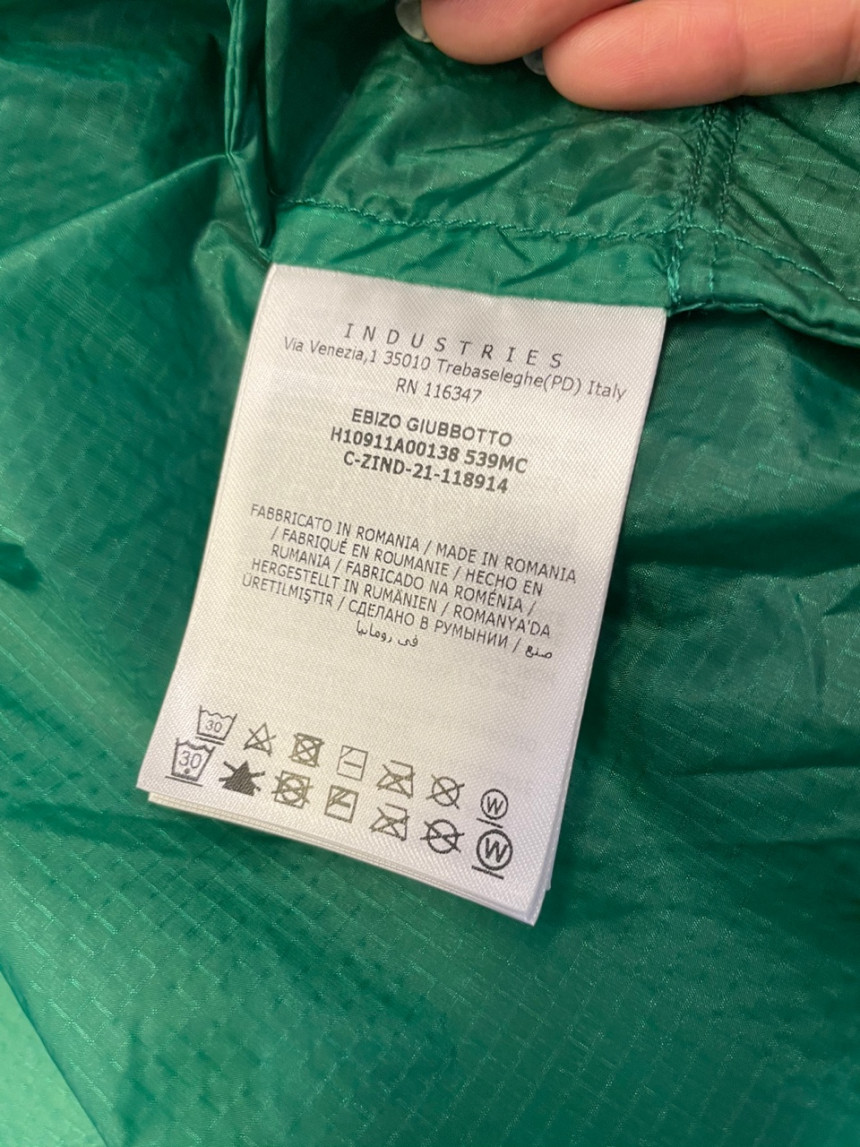 INDUSTRIES
Via Venezia,1 35010 Trebaseleghe(PD) Italy
RN 116347
EBIZO GIUBBOTTO
H10911A00138 539MC
C-ZIND-21-118914
FABBRICATO IN ROMANIA / MADE IN ROMANIA
/ FABRIQUÉ EN ROUMANIE / HECHO EN
RUMANIA / FABRICADO NA ROMÉNIA /
HERGESTELLT IN RUMÄNIEN / ROMANYA'DA
ÜRETILMIŞTIR / СДЕЛАНО В РУМЫНИИ / صنع
في رومانيا
30 W
30 W